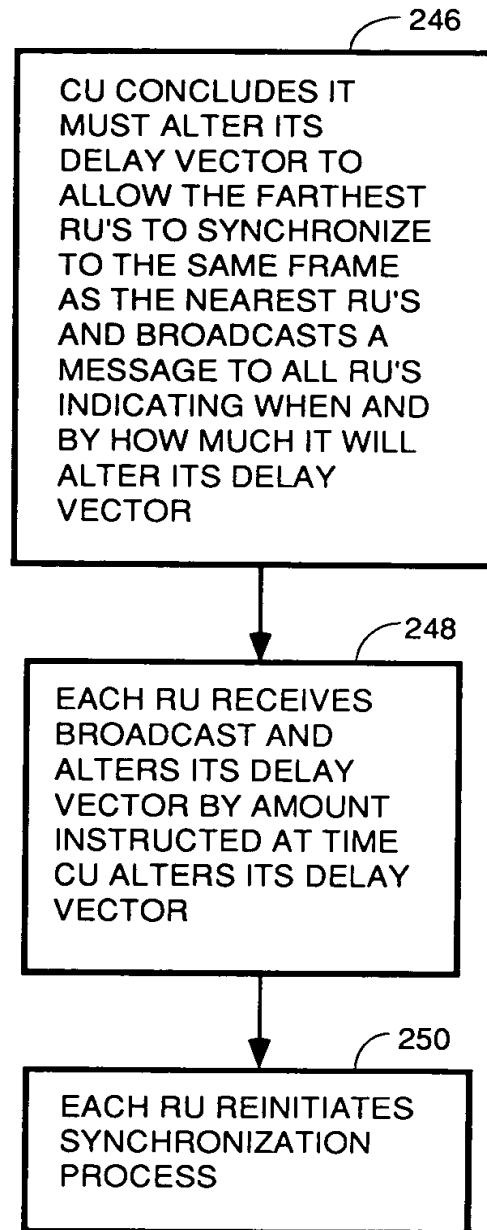 246
CU CONCLUDES IT
MUST ALTER ITS
DELAY VECTOR TO
ALLOW THE FARTHEST
RU'S TO SYNCHRONIZE
TO THE SAME FRAME
AS THE NEAREST RU'S
AND BROADCASTS A
MESSAGE TO ALL RU'S
INDICATING WHEN AND
BY HOW MUCH IT WILL
ALTER ITS DELAY
VECTOR
248
EACH RU RECEIVES
BROADCAST AND
ALTERS ITS DELAY
VECTOR BY AMOUNT
INSTRUCTED AT TIME
CU ALTERS ITS DELAY
VECTOR
250
EACH RU REINITIATES
SYNCHRONIZATION
PROCESS